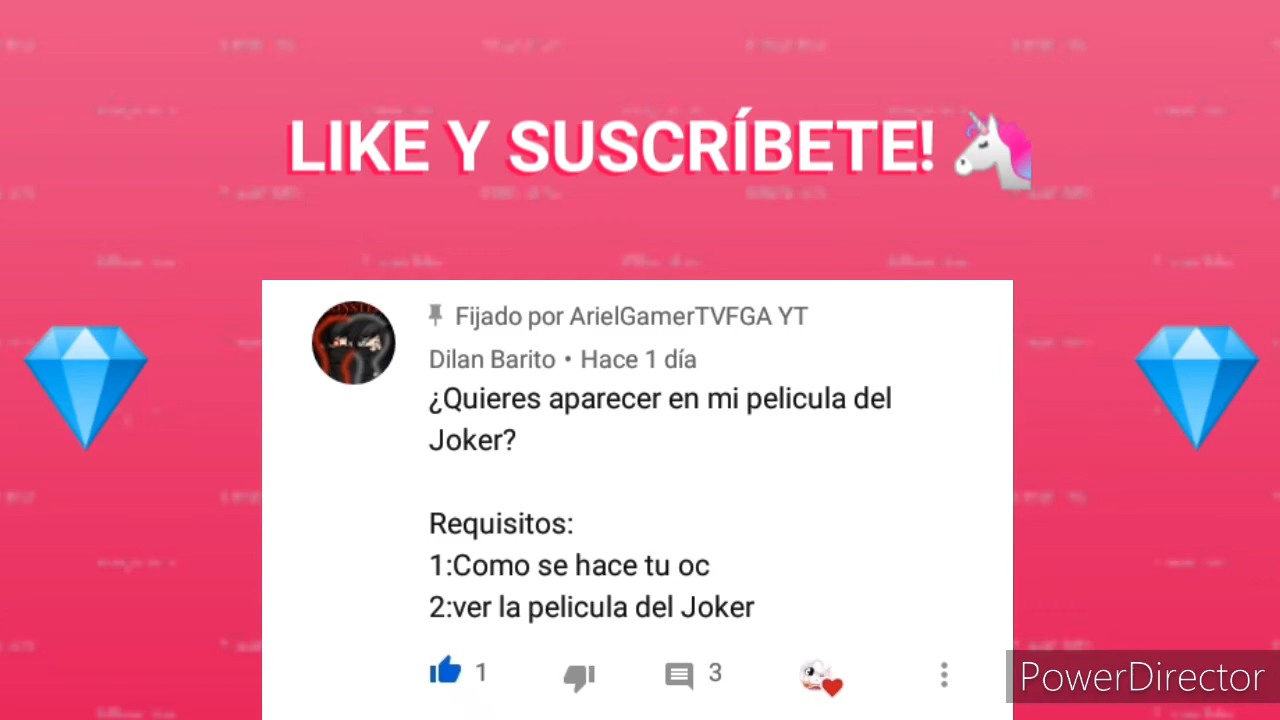 LIKE Y SUSCRÍBETE!
Fijado por ArielGamerTVFGA YT
Dilan Barito • Hace 1 día
¿Quieres aparecer en mi pelicula del
Joker?
Requisitos:
1:Como se hace tu oc
2:ver la pelicula del Joker
1
3
PowerDirector